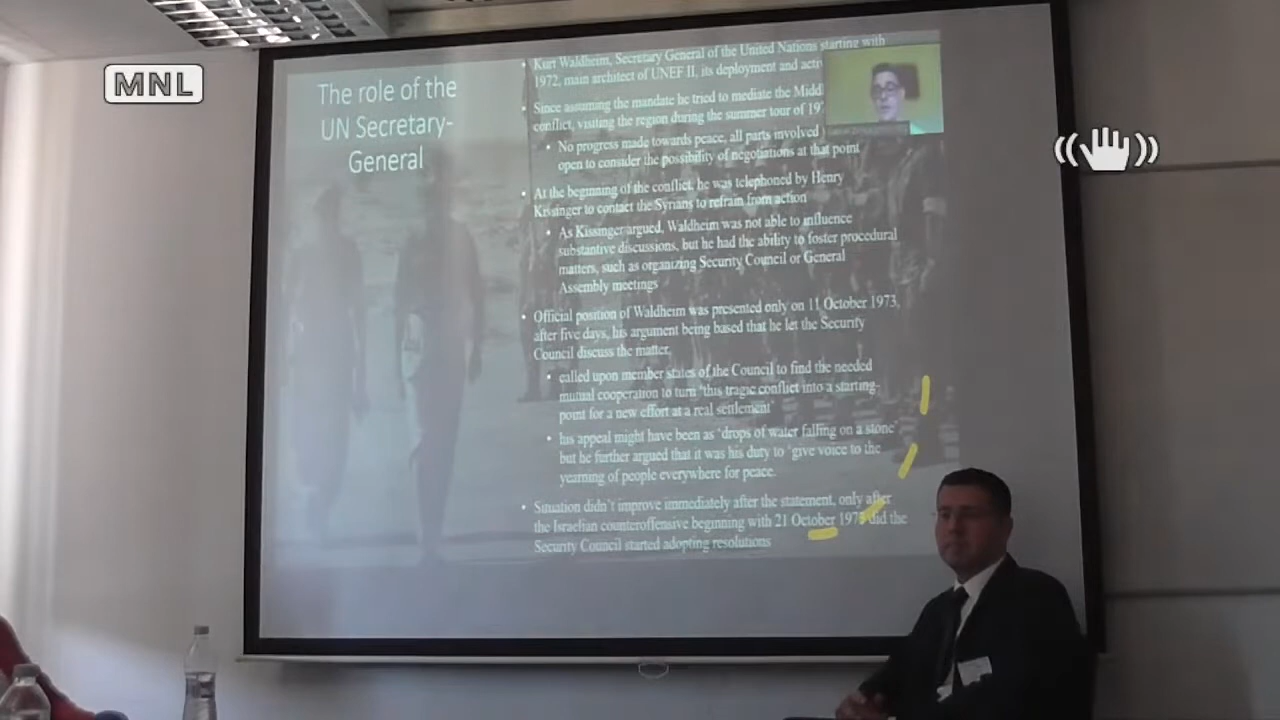 MNL
The role of the
UN Secretary-
General
• Kurt Waldheim, Secretary General of the United Nations starting with
1972, main architect of UNEF II, its deployment and
• Since assuming the mandate he tried to mediate the
conflict, visiting the region during the summer tour of
• No progress made towards peace, all parts involved
open to consider the possibility of negotiations at that point
• At the beginning of the conflict, he was telephoned by Henry
Kissinger to contact the Syrians to refrain from action
• As Kissinger argued, Waldheim was not able to influence
substantive discussions, but he had the ability to foster procedural
matters, such as organizing Security Council or General
Assembly meetings
• Official position of Waldheim was presented only on 11 October 1973,
after five days, his argument being based that he let the Security
Council discuss the matter.
• called upon member states of the Council to find the needed
mutual cooperation to turn 'this tragic conflict into a starting-
point for a new effort at a real settlement'
• his appeal might have been as 'drops of water falling on a stone'
but he further argued that it was his duty to 'give voice to the
yearning of people everywhere for peace.
• Situation didn't improve immediately after the statement, only after
the Israelian counteroffensive beginning with 21 October 1973 did the
Security Council started adopting resolutions